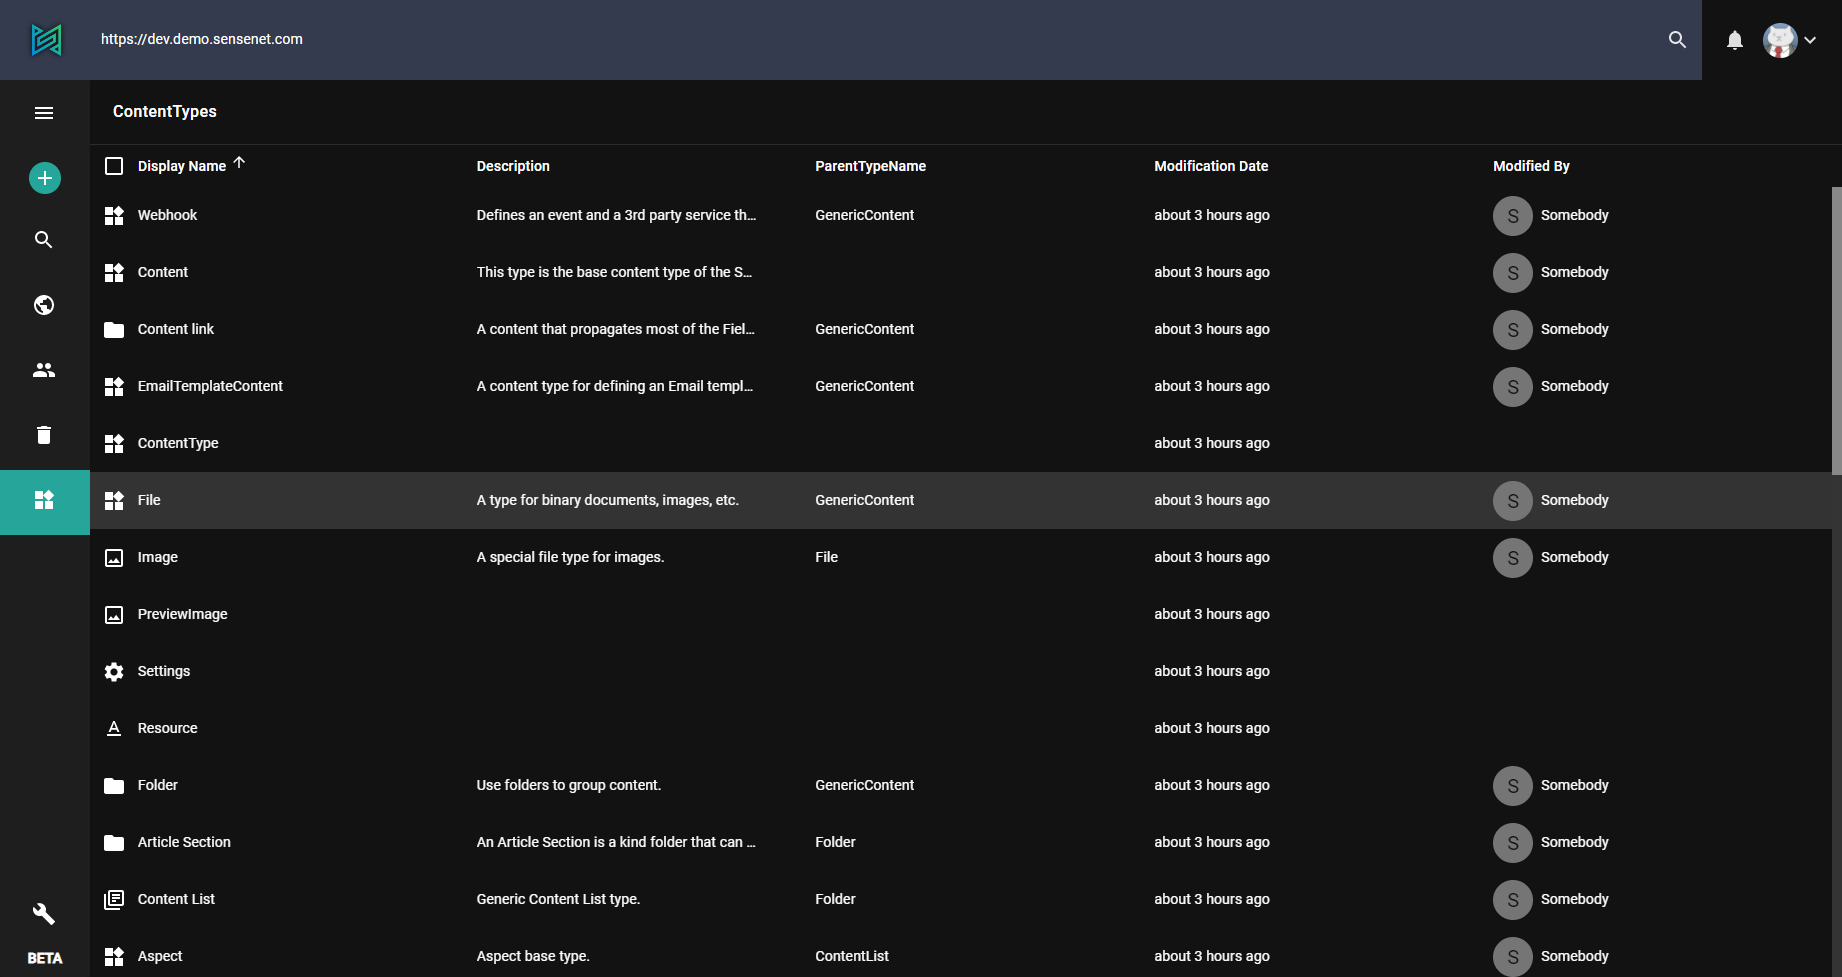 https://dev.demo.sensenet.com
ContentTypes
Display Name Description ParentTypeName Modification Date Modified By
Webhook Defines an event and a 3rd party service th... GenericContent about 3 hours ago S Somebody
Content This type is the base content type of the S... about 3 hours ago S Somebody
Content link A content that propagates most of the Fiel... GenericContent about 3 hours ago S Somebody
EmailTemplateContent A content type for defining an Email templ... GenericContent about 3 hours ago S Somebody
ContentType about 3 hours ago
File A type for binary documents, images, etc. GenericContent about 3 hours ago S Somebody
Image A special file type for images. File about 3 hours ago S Somebody
PreviewImage about 3 hours ago
Settings about 3 hours ago
Resource about 3 hours ago
Folder Use folders to group content. GenericContent about 3 hours ago S Somebody
Article Section An Article Section is a kind folder that can ... Folder about 3 hours ago S Somebody
Content List Generic Content List type. Folder about 3 hours ago S Somebody
Aspect Aspect base type. ContentList about 3 hours ago S Somebody
BETA